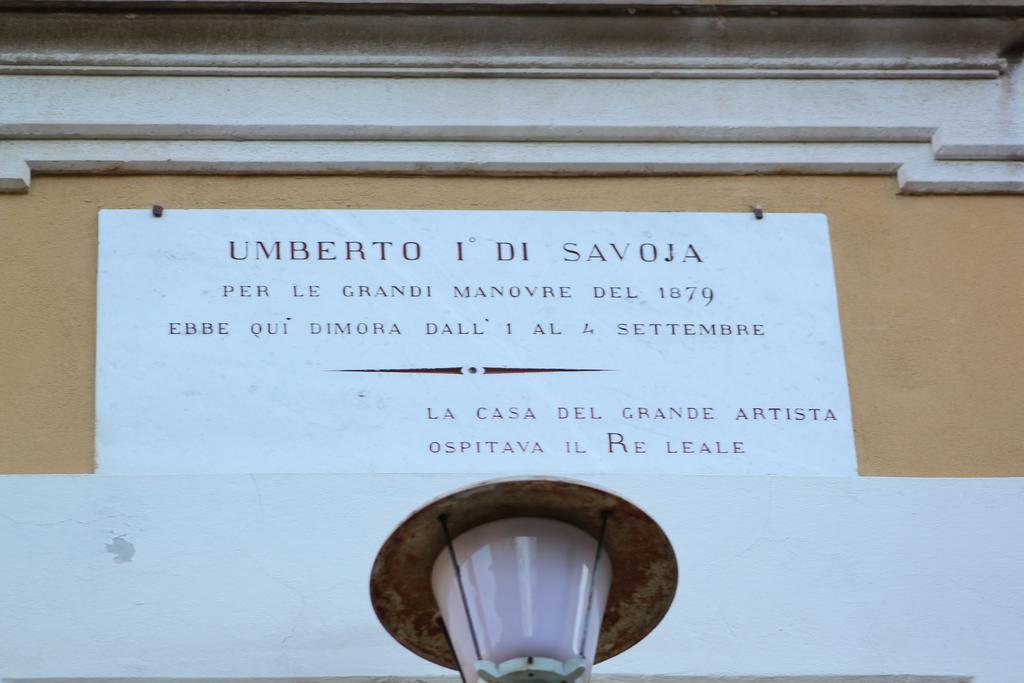 UMBERTO I° DI SAVOJA
PER LE GRANDI MANOVRE DEL 1879
EBBE QUÌ DIMORA DALL' 1 AL 4 SETTEMBRE
LA CASA DEL GRANDE ARTISTA
OSPITAVA IL RE LEALE